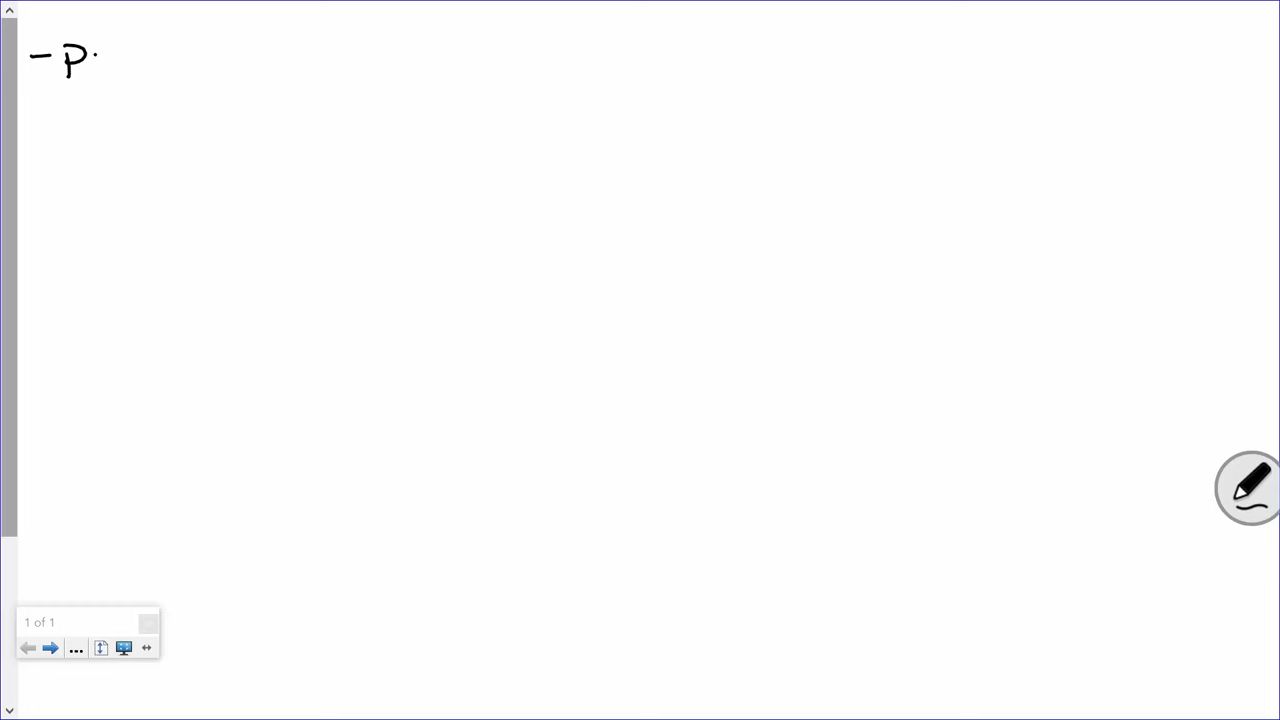 - p.
1 of 1
...